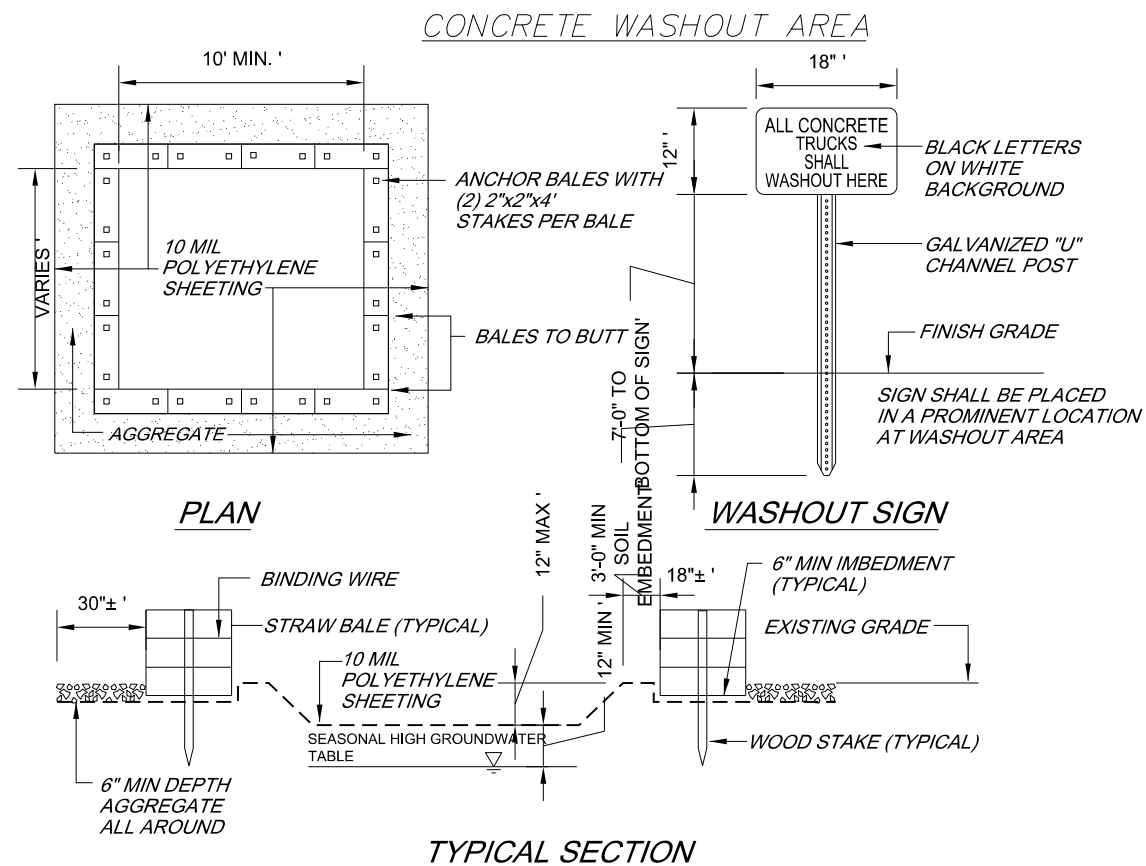 CONCRETE WASHOUT AREA
10' MIN. '
VARIES '
10 MIL
POLYETHYLENE
SHEETING
AGGREGATE
ANCHOR BALES WITH
(2) 2"x2"x4'
STAKES PER BALE
BALES TO BUTT
PLAN
18" '
12" '
ALL CONCRETE
TRUCKS
SHALL
WASHOUT HERE
BLACK LETTERS
ON WHITE
BACKGROUND
GALVANIZED "U"
CHANNEL POST
FINISH GRADE
SIGN SHALL BE PLACED
IN A PROMINENT LOCATION
AT WASHOUT AREA
7'-0" TO
BOTTOM OF SIGN'
3'-0" MIN
SOIL
EMBEDMENT'
WASHOUT SIGN
30"± '
BINDING WIRE
STRAW BALE (TYPICAL)
10 MIL
POLYETHYLENE
SHEETING
SEASONAL HIGH GROUNDWATER
TABLE
12" MAX '
12" MIN '
18"± '
6" MIN IMBEDMENT
(TYPICAL)
EXISTING GRADE
WOOD STAKE (TYPICAL)
6" MIN DEPTH
AGGREGATE
ALL AROUND
TYPICAL SECTION